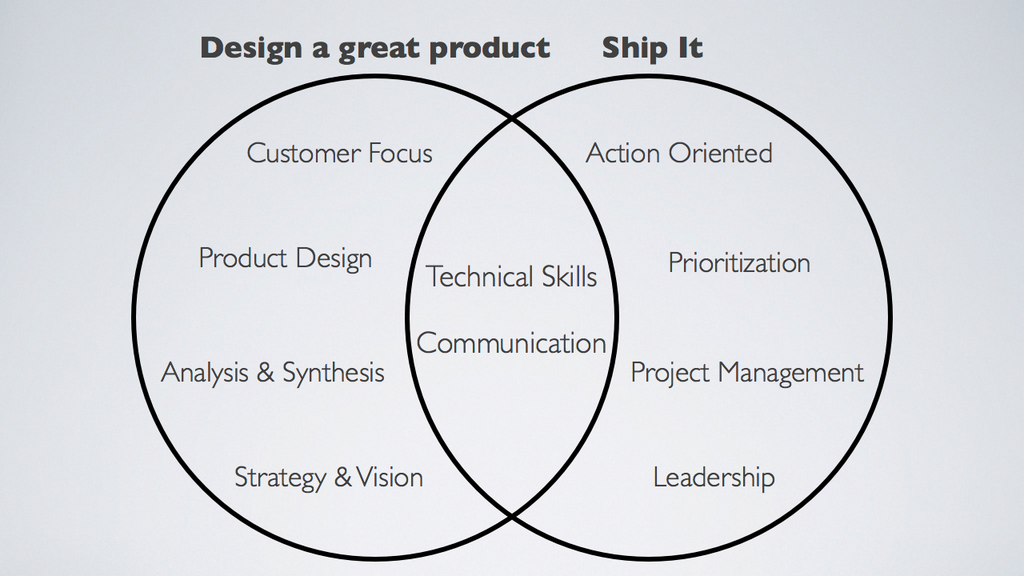 Design a great product
Ship It
Customer Focus
Action Oriented
Product Design
Prioritization
Technical Skills
Communication
Analysis & Synthesis
Project Management
Strategy & Vision
Leadership